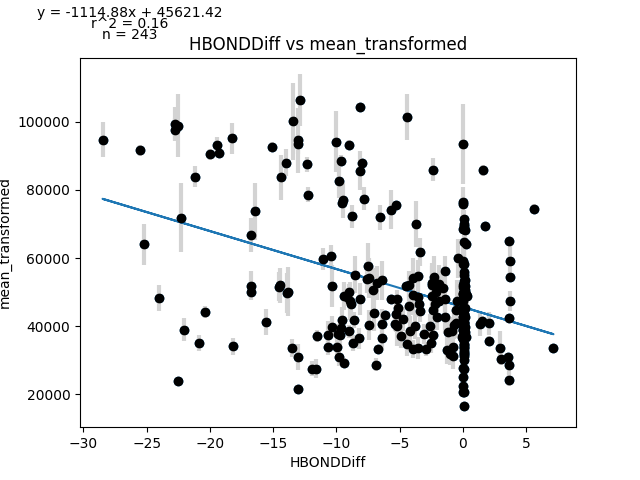 y = -1114.88x + 45621.42
r^2 = 0.16
n = 243
HBONDDiff vs mean_transformed
100000
80000
60000
40000
20000
mean_transformed
−30 −25 −20 −15 −10 −5 0 5
HBONDDiff